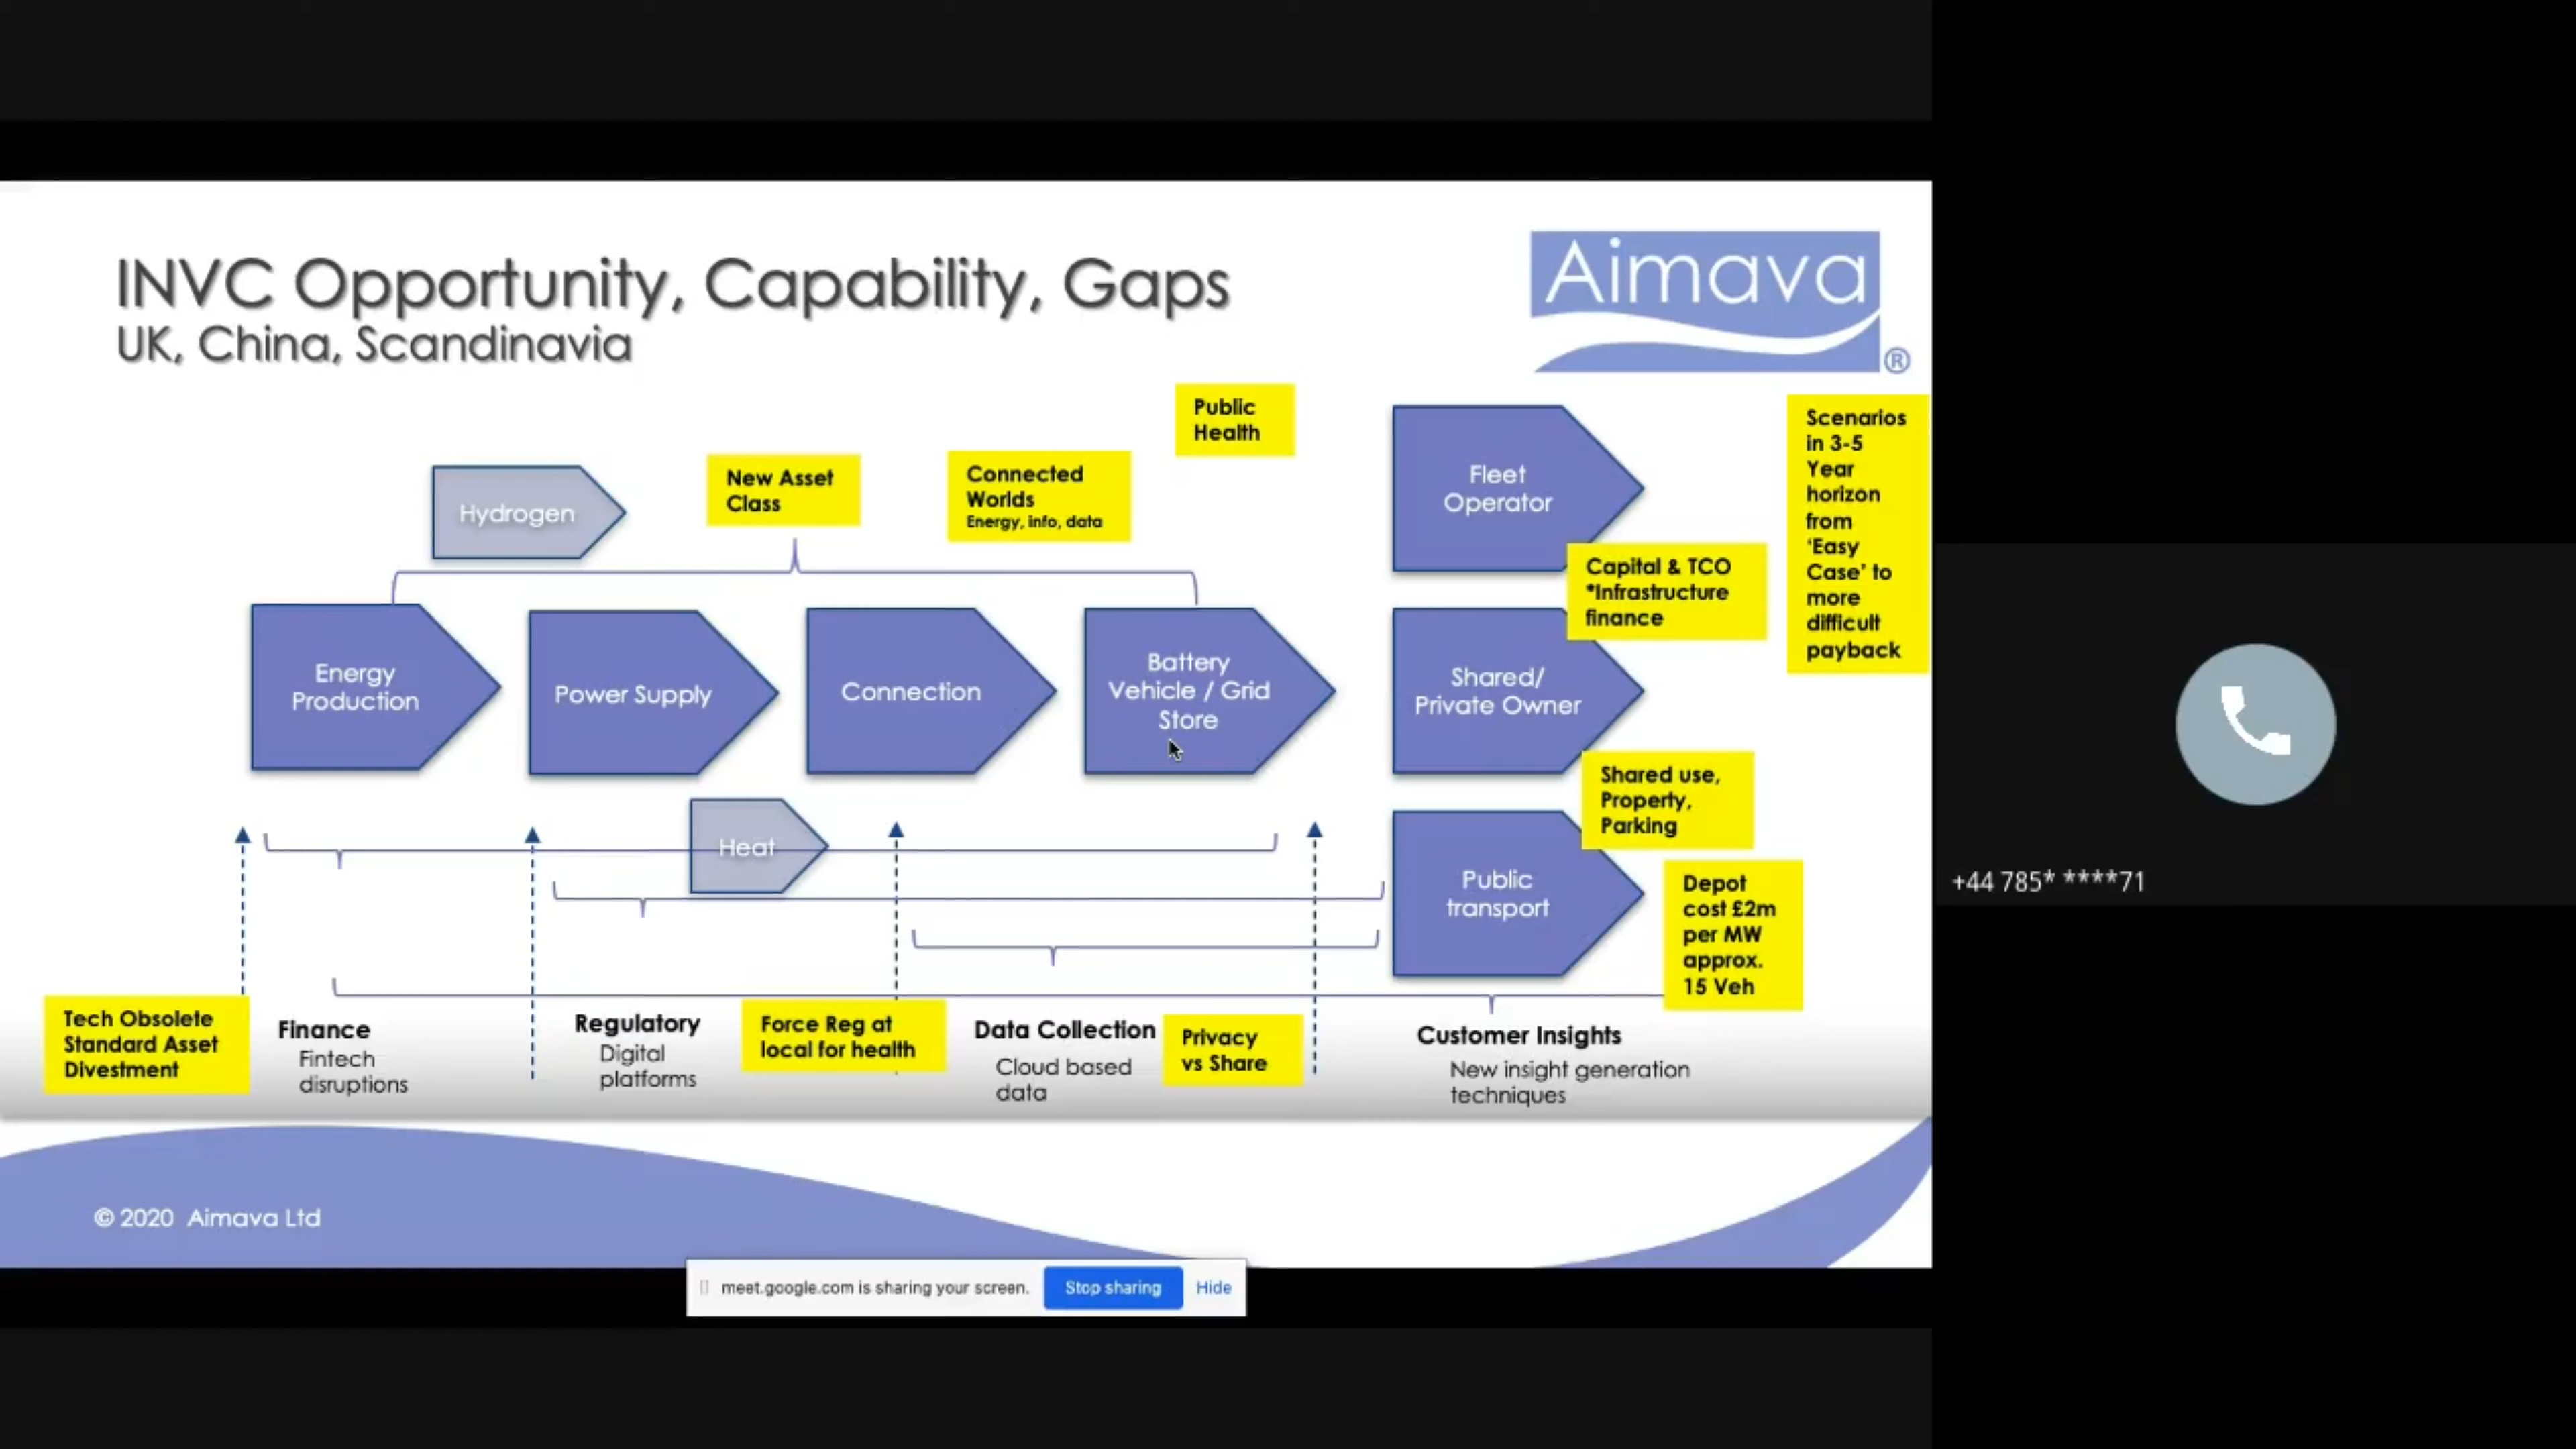 INVC Opportunity, Capability, Gaps
UK, China, Scandinavia
Aimava
®
Public
Health
New Asset
Class
Connected
Worlds
Energy, info, data
Hydrogen
Fleet
Operator
Scenarios
in 3-5
Year
horizon
from
‘Easy
Case’ to
more
difficult
payback
Capital & TCO
*Infrastructure
finance
Energy
Production
Power Supply
Connection
Battery
Vehicle / Grid
Store
Shared/
Private Owner
Shared use,
Property,
Parking
Heat
Public
transport
Depot
cost £2m
per MW
approx.
15 Veh
Tech Obsolete
Standard Asset
Divestment
Finance
Fintech
disruptions
Regulatory
Digital
platforms
Force Reg at
local for health
Data Collection
Cloud based
data
Privacy
vs Share
Customer Insights
New insight generation
techniques
© 2020 Aimava Ltd
meet.google.com is sharing your screen.
Stop sharing
Hide
+44 785* ****71